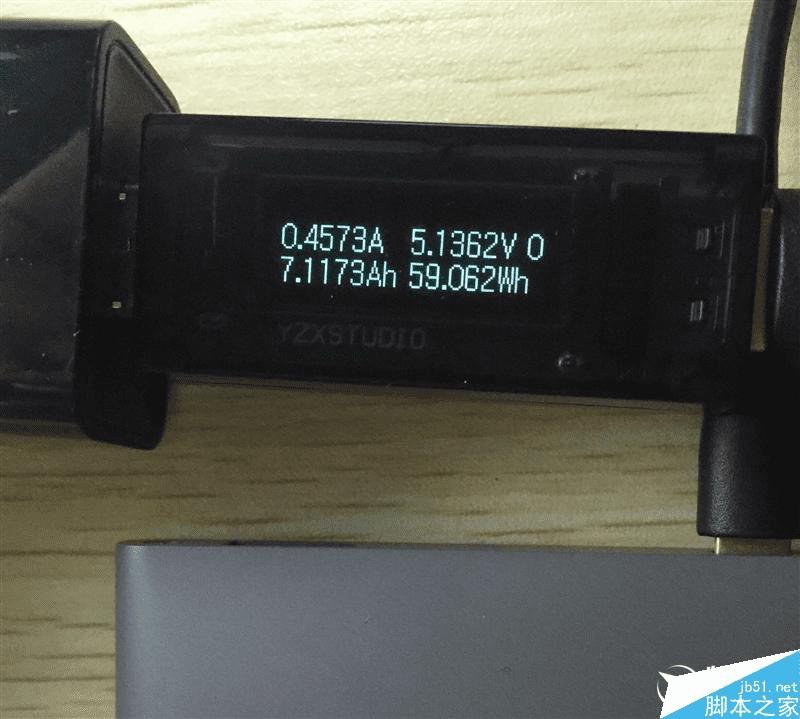 0.4573A 5.1362V 0
7.1173Ah 59.062Wh
YZXSTUDIO
jb51.net
脚本之家